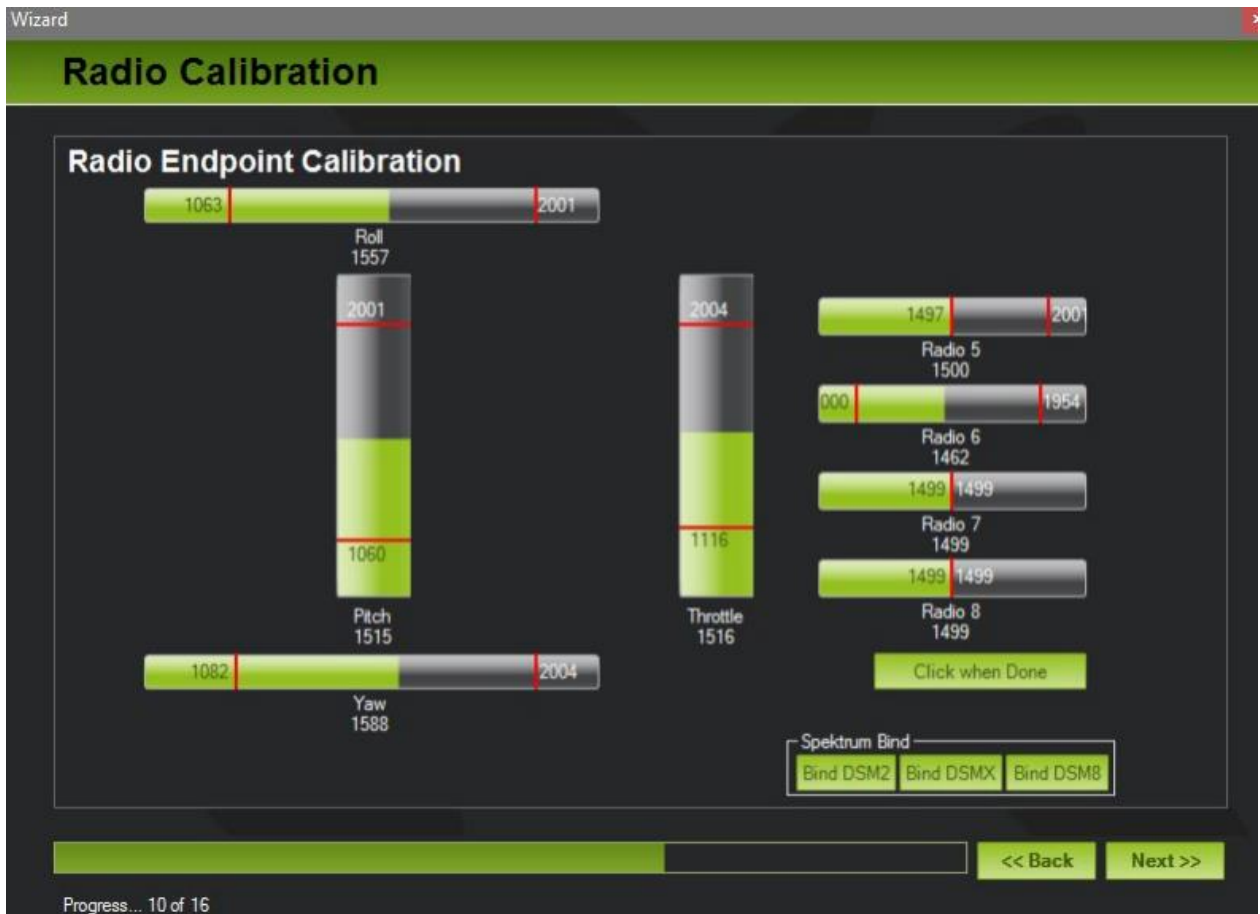 Wizard
Radio Calibration
Radio Endpoint Calibration
1063 2001
Roll
1557
2001
1060
Pitch
1515
2004
1116
Throttle
1516
1082 2004
Yaw
1588
1497 2001
Radio 5
1500
000 1954
Radio 6
1462
1499 1499
Radio 7
1499
1499 1499
Radio 8
1499
Click when Done
Spektrum Bind
Bind DSM2 Bind DSMX Bind DSM8
<< Back Next >>
Progress... 10 of 16